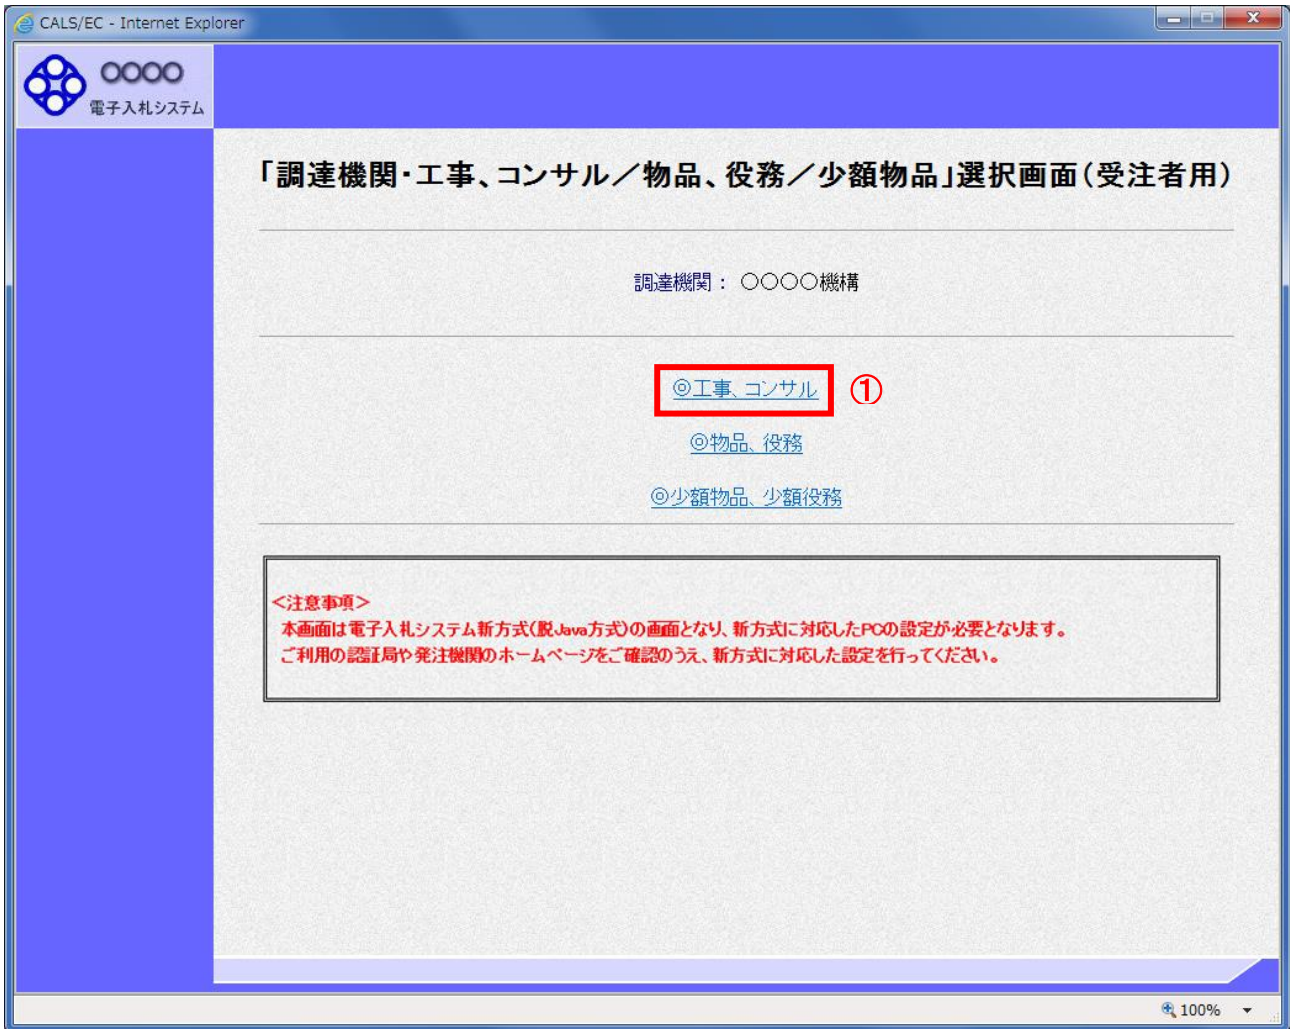 CALS/EC - Internet Explorer
○○○○
電子入札システム
「調達機関・工事、コンサル／物品、役務／少額物品」選択画面（受注者用）
調達機関： ○○○○機構
◎工事、コンサル ①
◎物品、役務
◎少額物品、少額役務
＜注意事項＞
本画面は電子入札システム新方式(脱Java方式)の画面となり、新方式に対応したPCの設定が必要となります。
ご利用の認証局や発注機関のホームページをご確認のうえ、新方式に対応した設定を行ってください。
100%